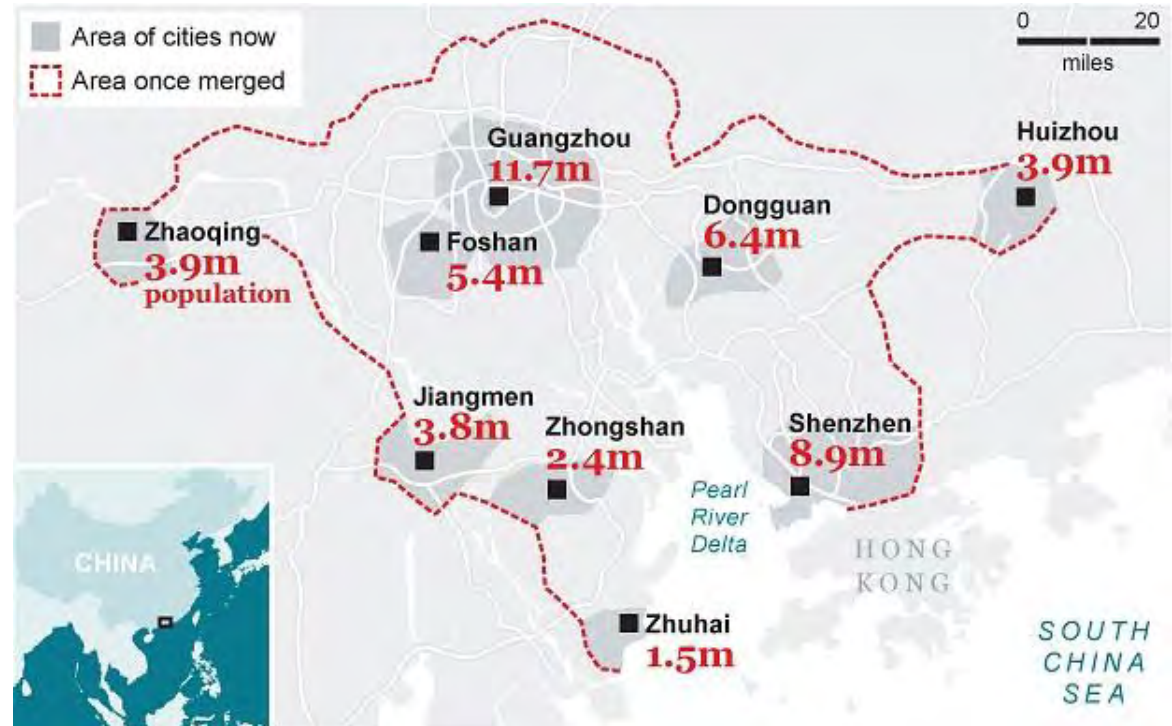 Area of cities now
Area once merged
0 20
miles
Guangzhou
11.7m
Huizhou
3.9m
Dongguan
6.4m
Zhaoqing
3.9m
population
Foshan
5.4m
Jiangmen
3.8m
Zhongshan
2.4m
Shenzhen
8.9m
Pearl
River
Delta
HONG
KONG
CHINA
Zhuhai
1.5m
SOUTH
CHINA
SEA